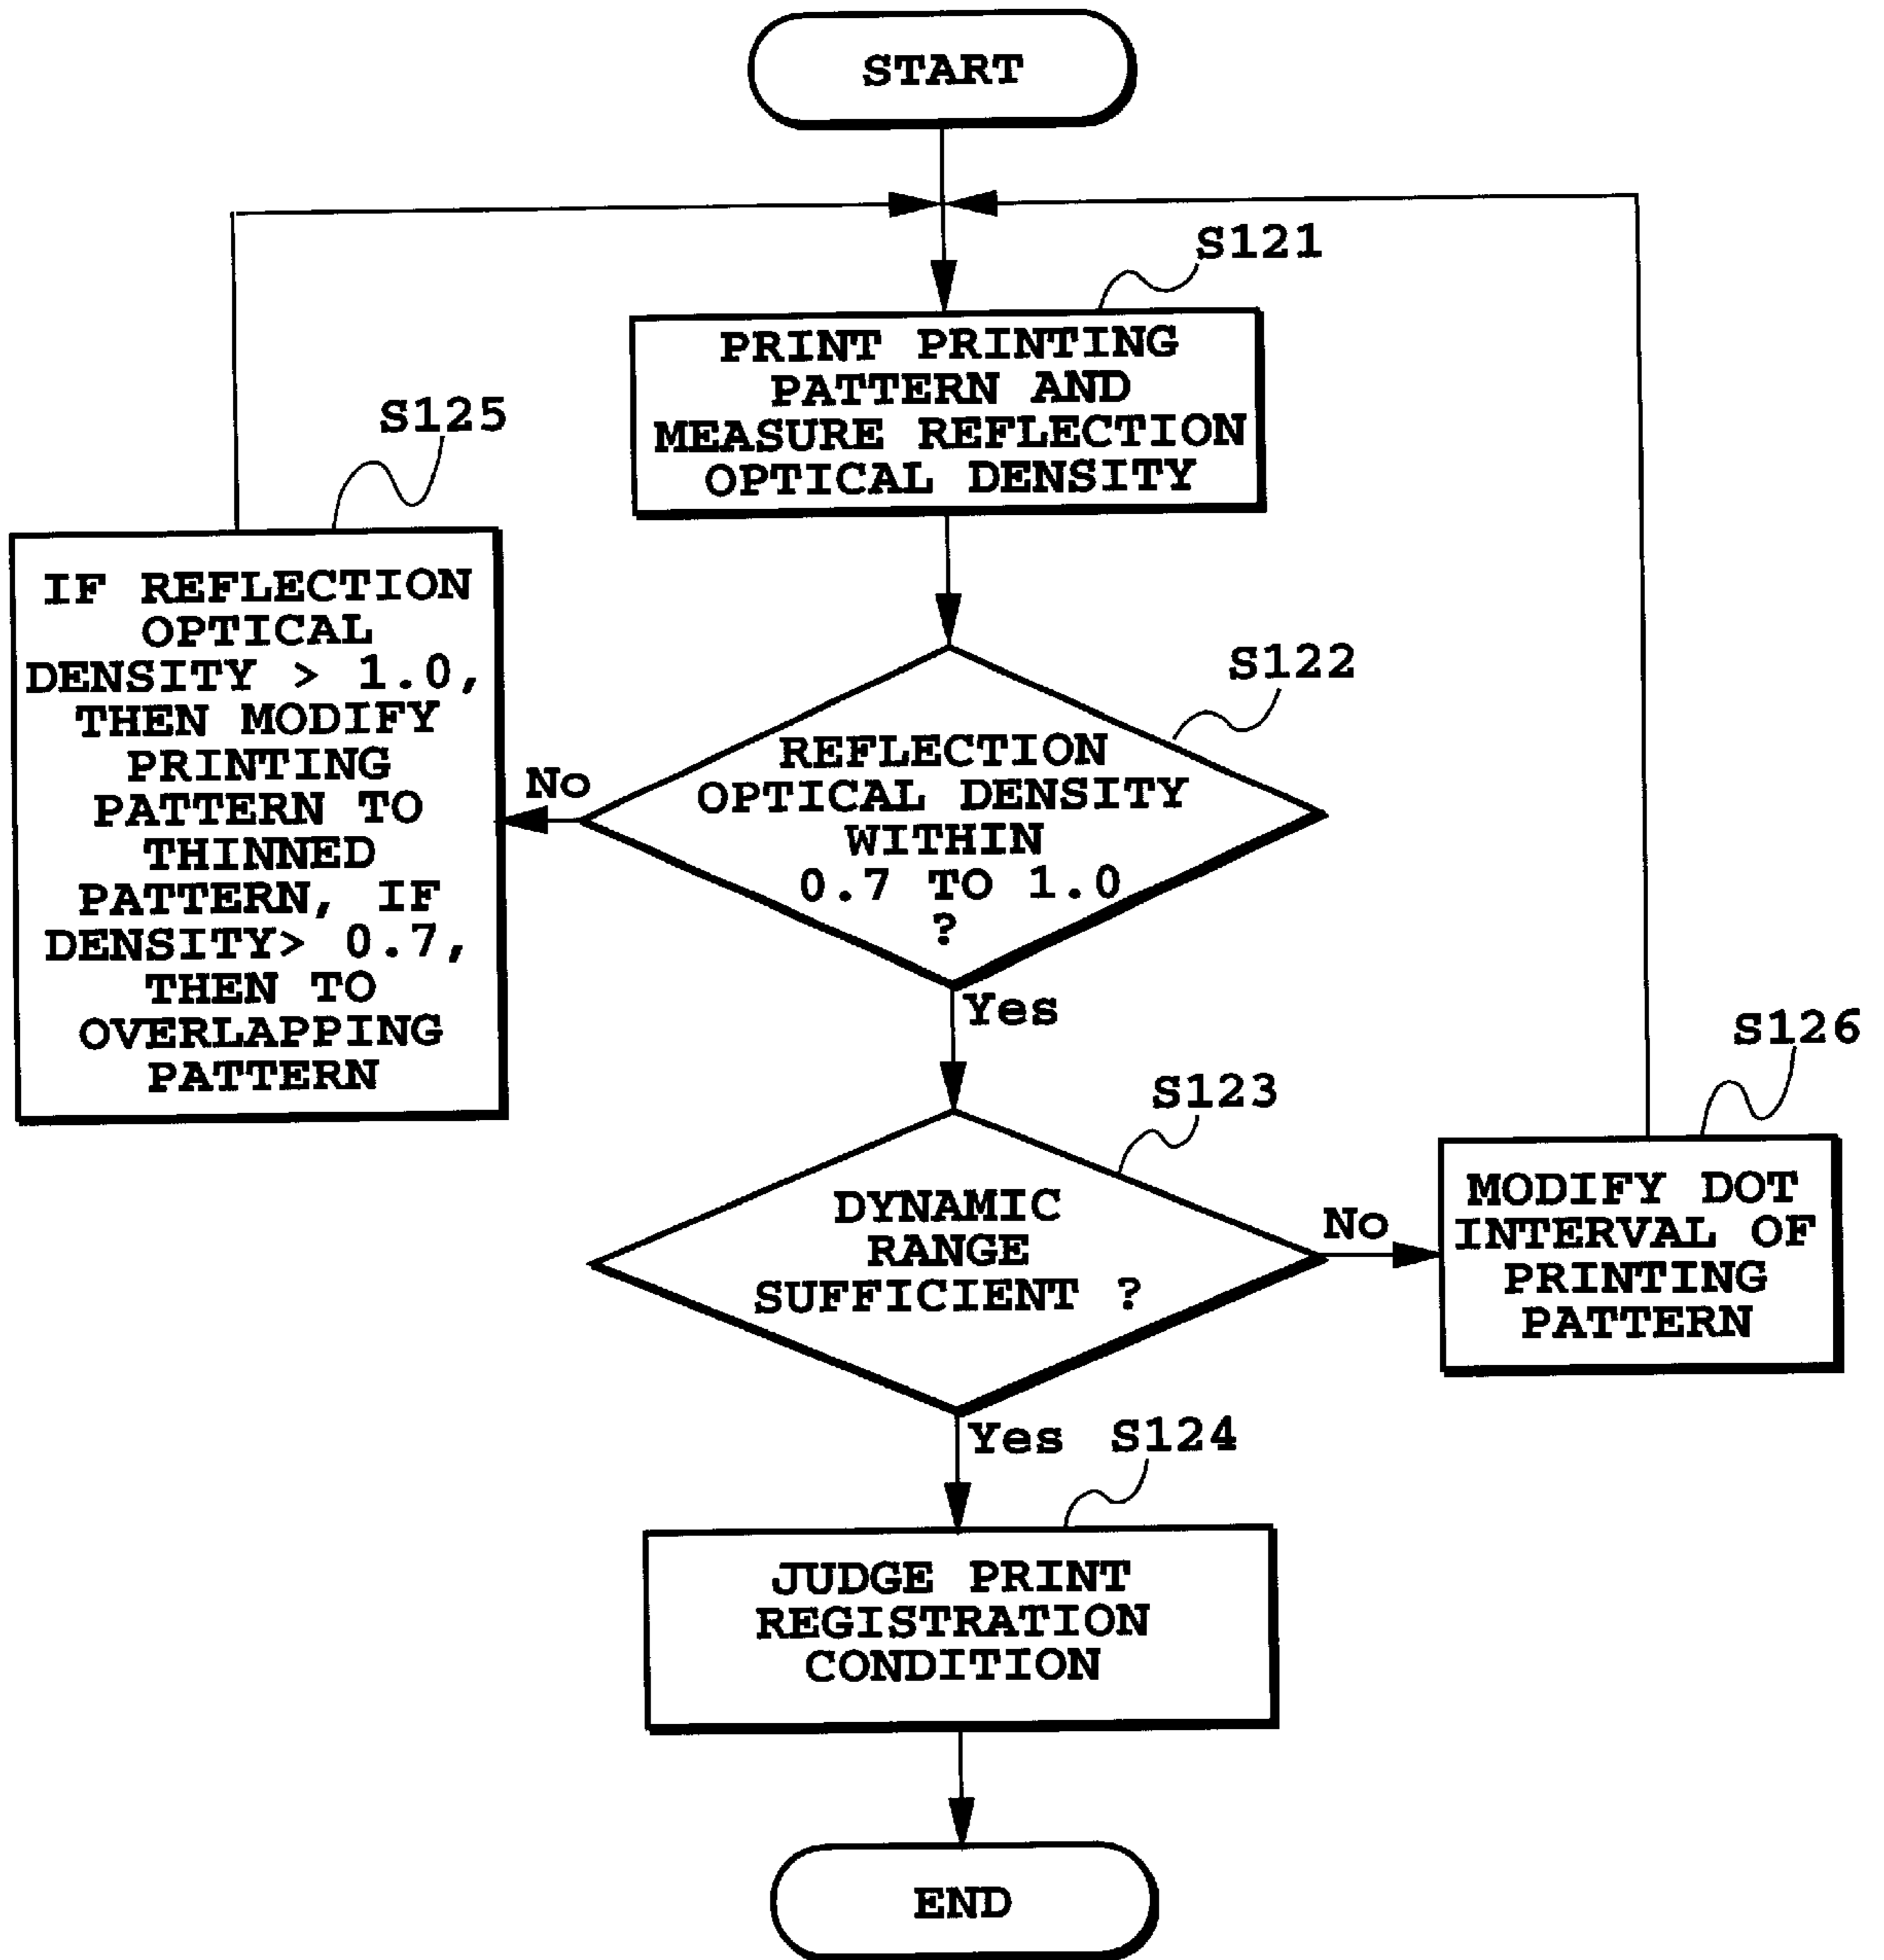 START
S121
PRINT PRINTING
PATTERN AND
MEASURE REFLECTION
OPTICAL DENSITY
S125
IF REFLECTION
OPTICAL
DENSITY > 1.0,
THEN MODIFY
PRINTING
PATTERN TO
THINNED
PATTERN, IF
DENSITY> 0.7,
THEN TO
OVERLAPPING
PATTERN
S122
REFLECTION
OPTICAL DENSITY
WITHIN
0.7 TO 1.0
?
No
Yes
S123
DYNAMIC
RANGE
SUFFICIENT ?
No
S126
MODIFY DOT
INTERVAL OF
PRINTING
PATTERN
Yes
S124
JUDGE PRINT
REGISTRATION
CONDITION
END